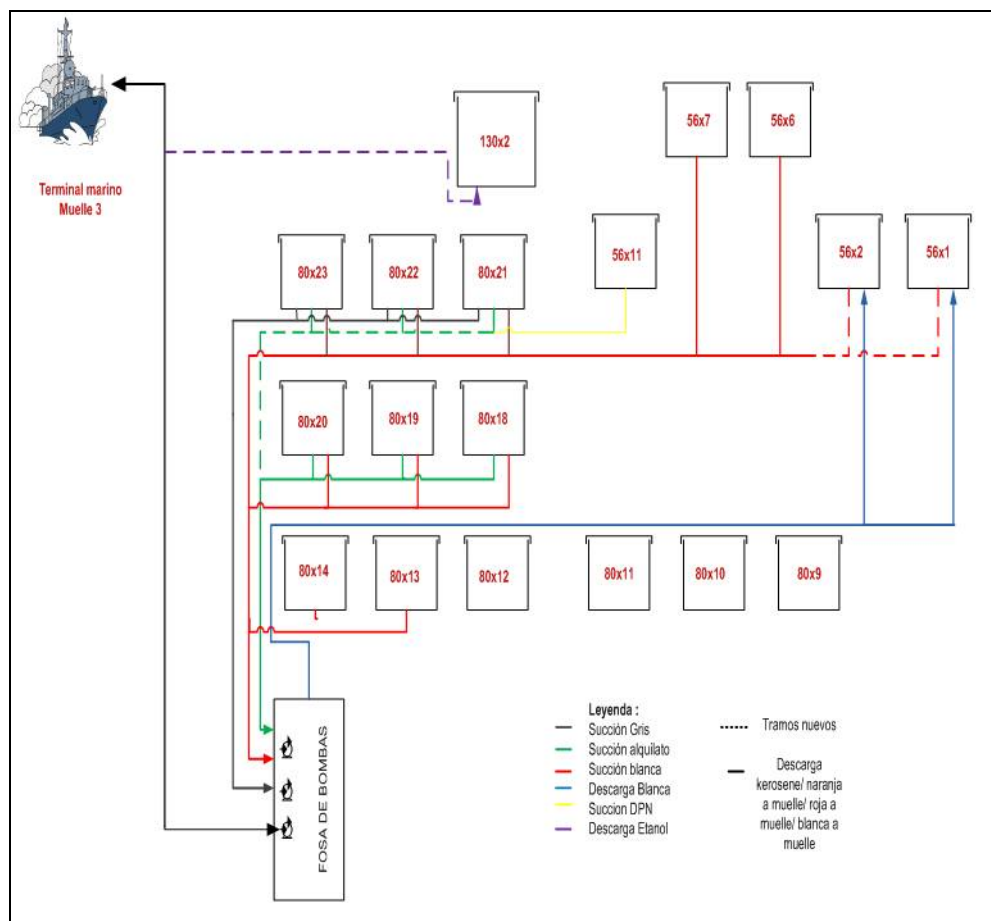 Terminal marino
Muelle 3
130x2
56x7
56x6
80x23
80x22
80x21
56x11
56x2
56x1
80x20
80x19
80x18
80x14
80x13
80x12
80x11
80x10
80x9
FOSA DE BOMBAS
Leyenda :
Succión Gris
Succión alquilato
Succión blanca
Descarga Blanca
Succion DPN
Descarga Etanol
Tramos nuevos
Descarga
kerosene/ naranja
a muelle/ roja a
muelle/ blanca a
muelle